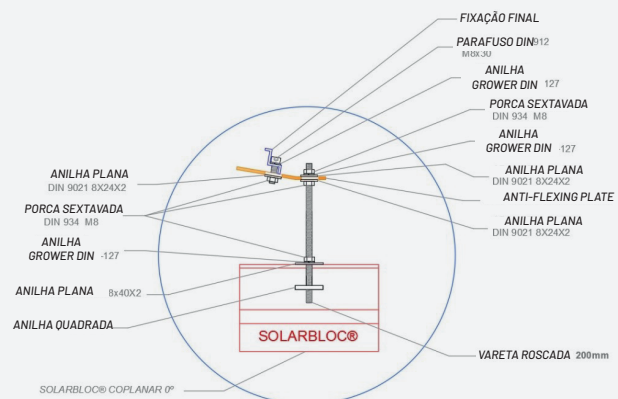 FIXAÇÃO FINAL
PARAFUSO DIN 912
M8x30
ANILHA
GROWER DIN 127
PORCA SEXTAVADA
DIN 934 M8
ANILHA
GROWER DIN -127
ANILHA PLANA
DIN 9021 8X24X2
ANTI-FLEXING PLATE
ANILHA PLANA
DIN 9021 8X24X2
ANILHA PLANA
DIN 9021 8X24X2
PORCA SEXTAVADA
DIN 934 M8
ANILHA
GROWER DIN -127
ANILHA PLANA 8x40X2
ANILHA QUADRADA
SOLARBLOC®
VARETA ROSCADA 200mm
SOLARBLOC® COPLANAR 0º